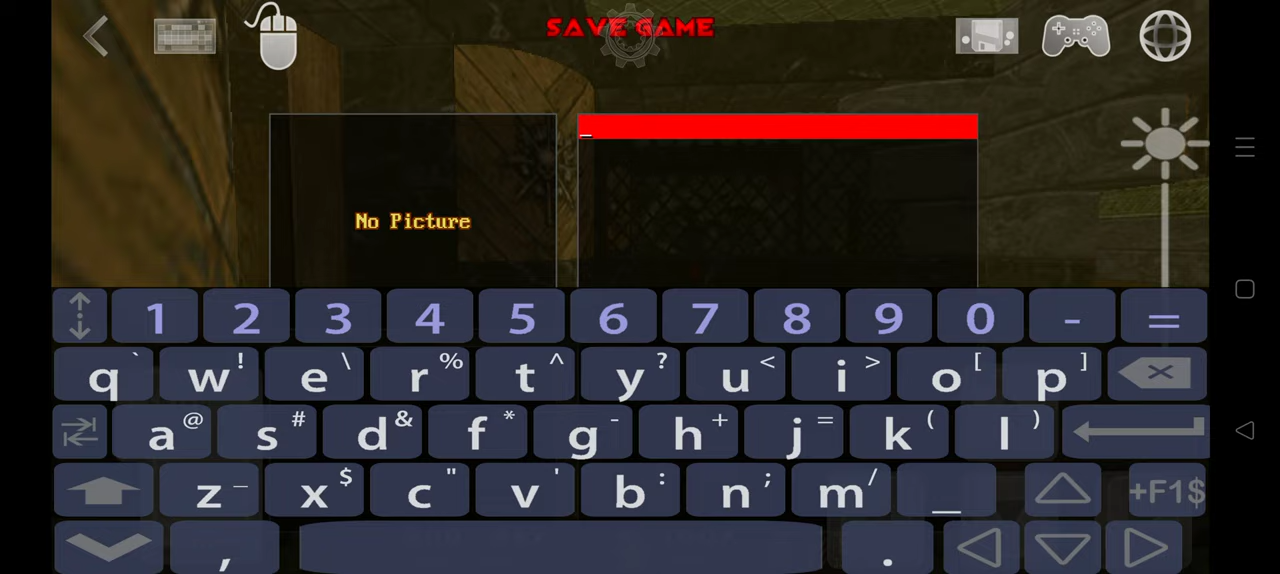 SAVE GAME
_
No Picture
1 2 3 4 5 6 7 8 9 0 - =
q ` w ! e \ r % t ^ y ? u < i > o [ p ]
a @ s # d & f * g - h + j = k ( l )
z _ x $ c " v ' b : n ; m / _ +F1$
, .